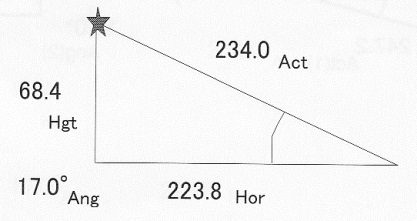 234.0 Act
68.4 Hgt
17.0° Ang
223.8 Hor